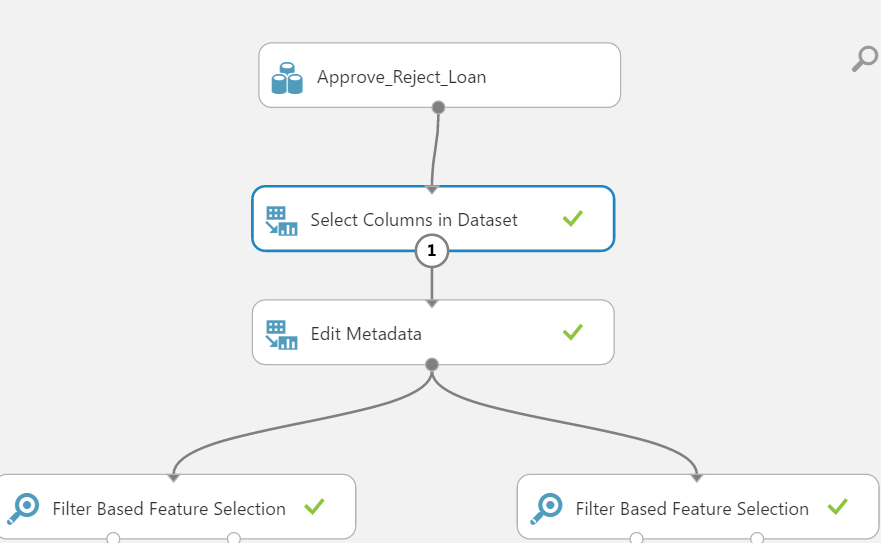 Approve_Reject_Loan
Select Columns in Dataset
1
Edit Metadata
Filter Based Feature Selection
Filter Based Feature Selection